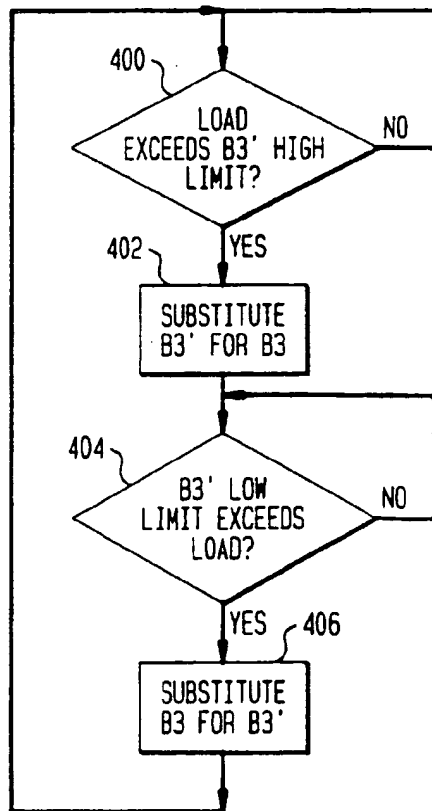 400
LOAD
EXCEEDS B3' HIGH
LIMIT?
NO
YES
402
SUBSTITUTE
B3' FOR B3
404
B3' LOW
LIMIT EXCEEDS
LOAD?
NO
YES
406
SUBSTITUTE
B3 FOR B3'